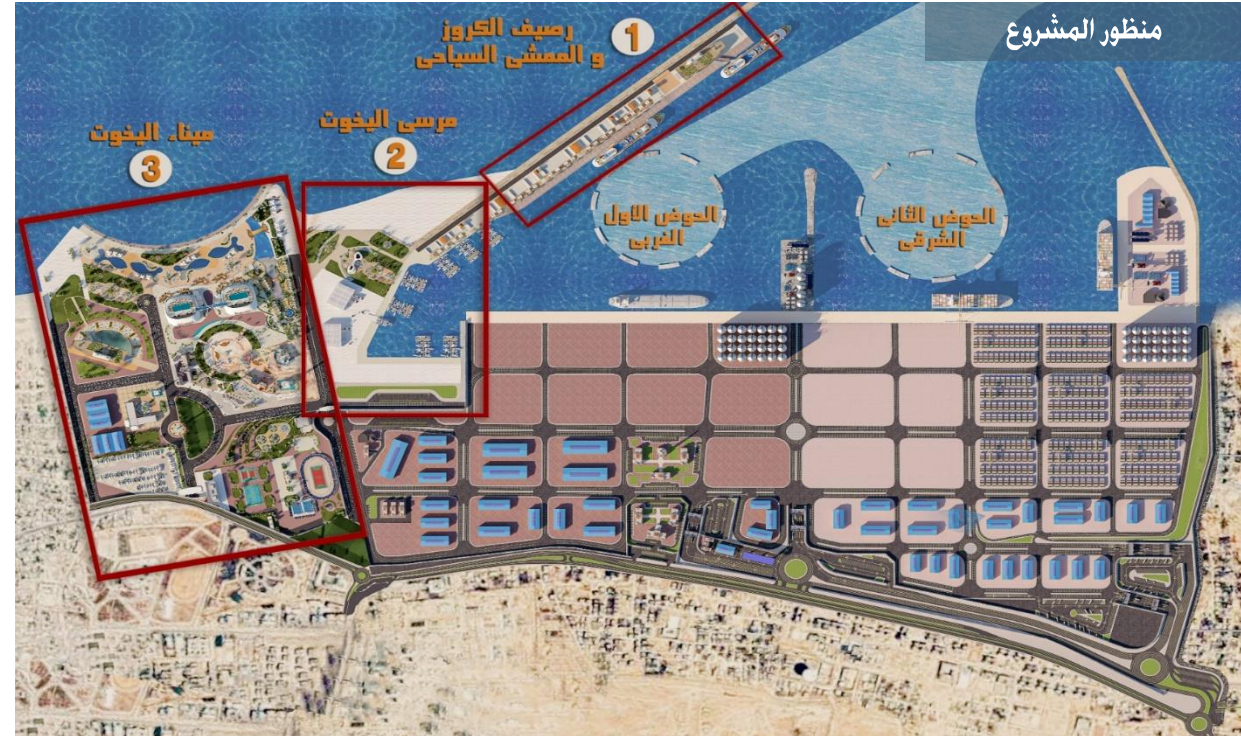 منظور المشروع
1
رصيف الكروز
و الممشى السياحى
مرسى اليخوت
2
ميناء اليخوت
3
الحوض الاول
الغربى
الحوض الثانى
الشرقى